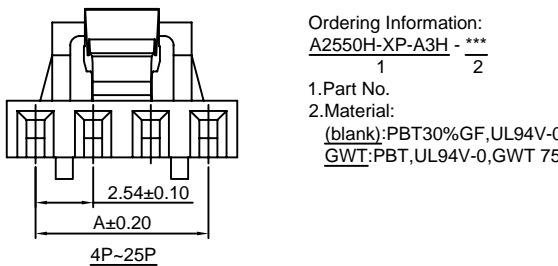 Ordering Information:
A2550H-XP-A3H - ***
1 2
1.Part No.
2.Material:
(blank):PBT30%GF,UL94V-0
GWT:PBT,UL94V-0,GWT 75
2.54±0.10
A±0.20
4P~25P